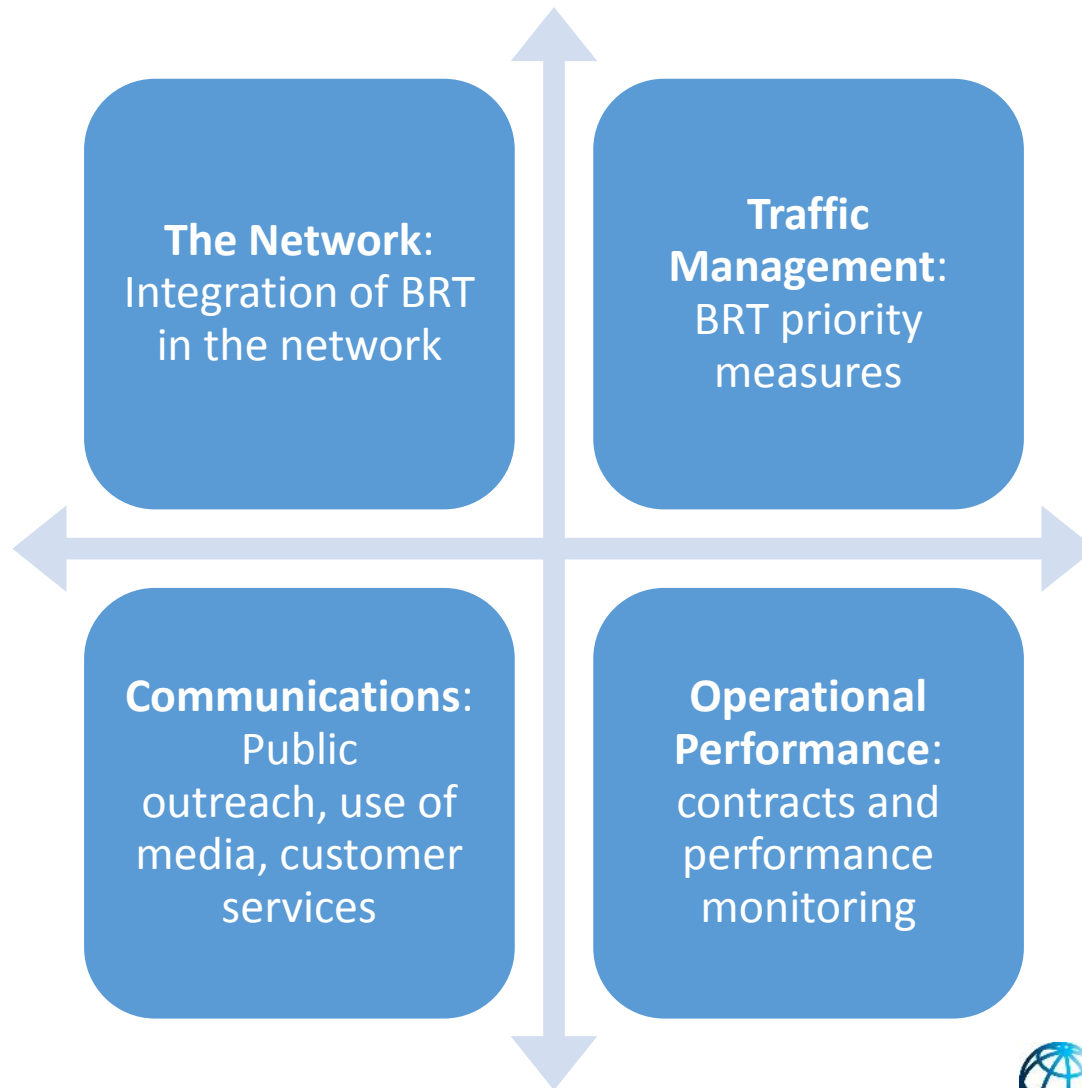 The Network:
Integration of BRT
in the network
Traffic
Management:
BRT priority
measures
Communications:
Public
outreach, use of
media, customer
services
Operational
Performance:
contracts and
performance
monitoring